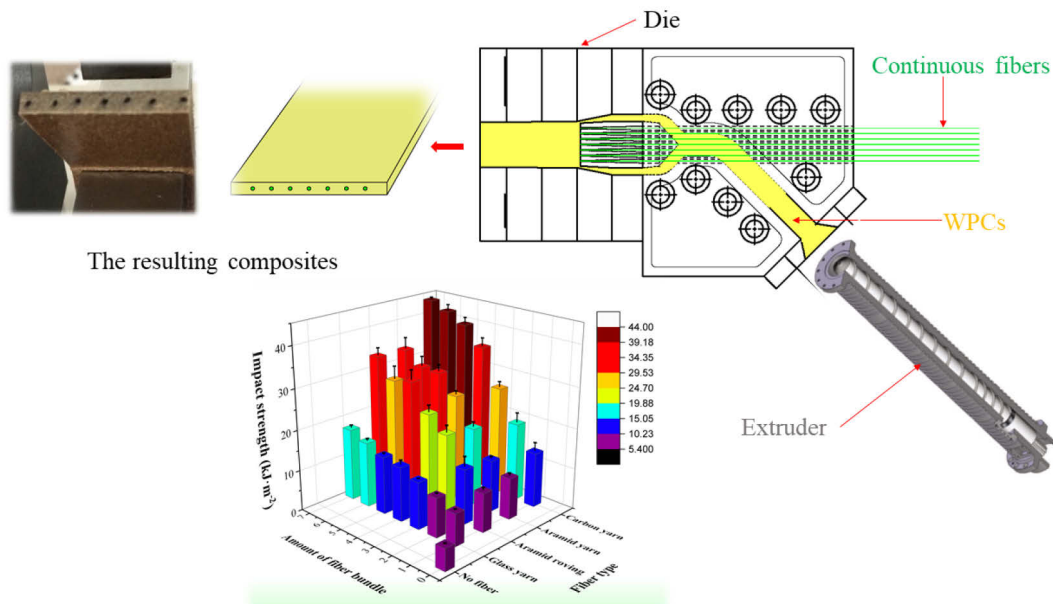 Die
Continuous fibers
WPCs
The resulting composites
Extruder
Impact strength (kJ·m-2)
40
30
20
10
0
7
6
5
4
3
2
1
0
Amount of fiber bundle
No fiber
Glass yarn
Aramid roving
Aramid yarn
Carbon yarn
Fiber type
44.00
39.18
34.35
29.53
24.70
19.88
15.05
10.23
5.400